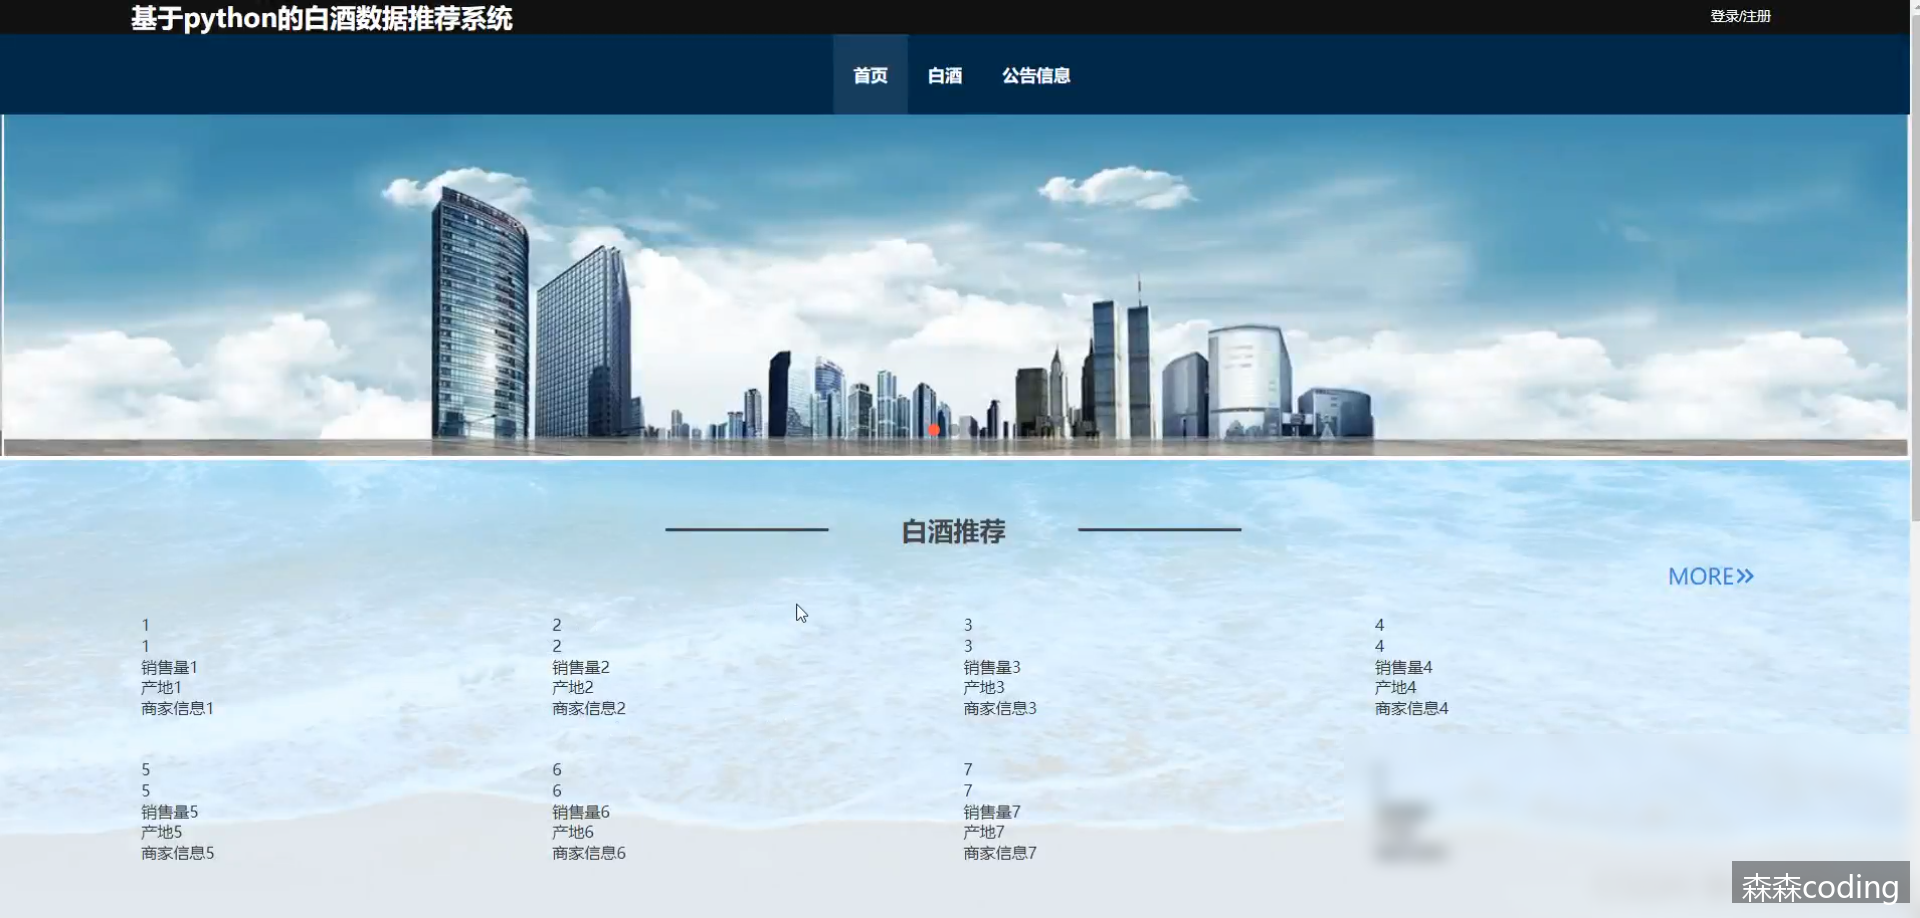 基于python的白酒数据推荐系统
登录/注册
首页 白酒 公告信息
白酒推荐
MORE
1 2 3 4
1 2 3 4
销售量1 销售量2 销售量3 销售量4
产地1 产地2 产地3 产地4
商家信息1 商家信息2 商家信息3 商家信息4
5 6 7
5 6 7
销售量5 销售量6 销售量7
产地5 产地6 产地7
商家信息5 商家信息6 商家信息7
森森coding